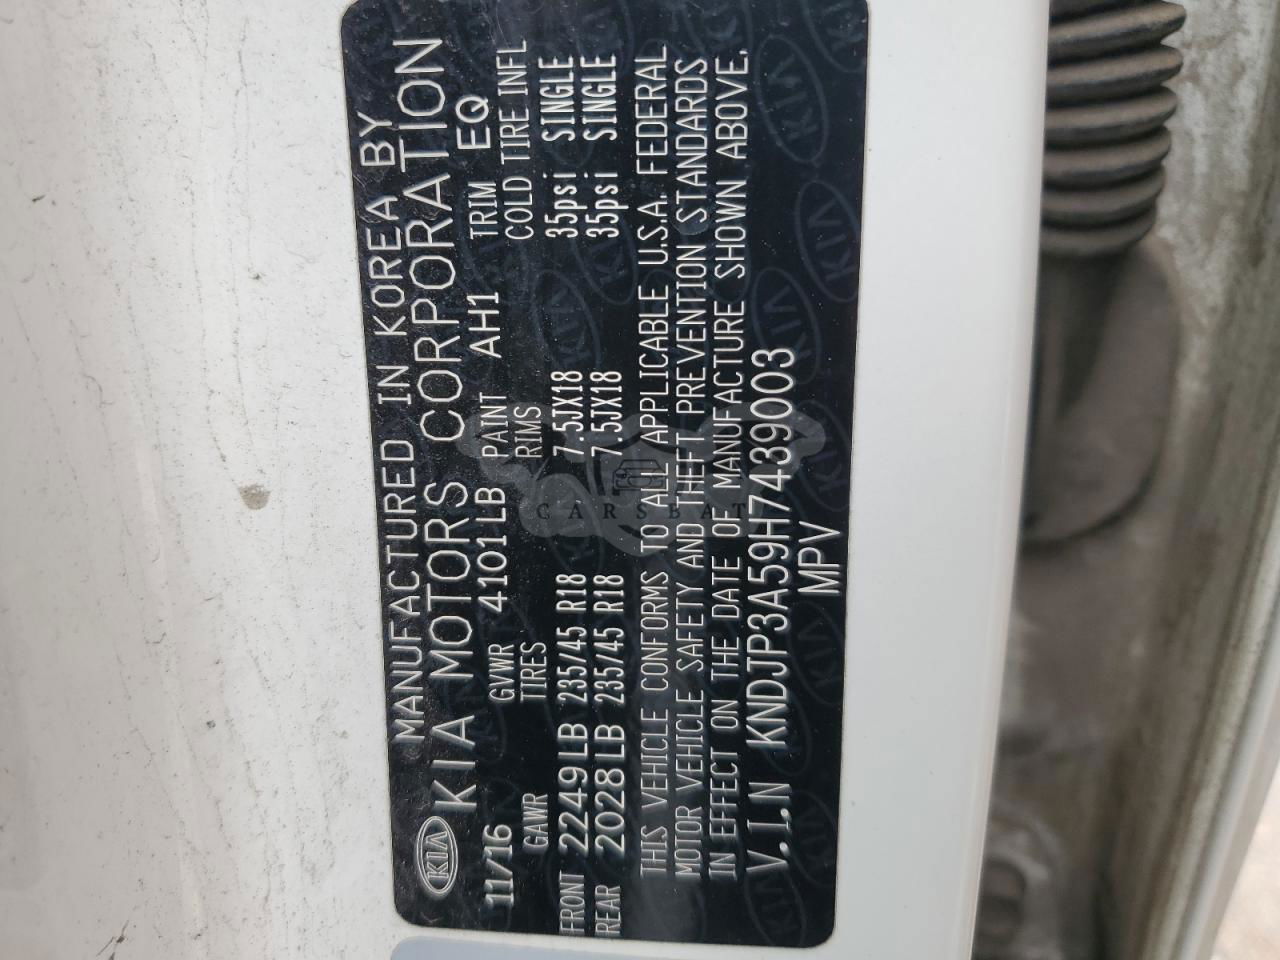 MANUFACTURED IN KOREA BY
KIA KIA MOTORS CORPORATION
11/16 GVWR 4101LB PAINT AH1 TRIM EQ
GAWR TIRES RIMS COLD TIRE INFL
FRONT 2249LB 235/45 R18 7.5JX18 35psi SINGLE
REAR 2028LB 235/45 R18 7.5JX18 35psi SINGLE
THIS VEHICLE CONFORMS TO ALL APPLICABLE U.S.A. FEDERAL
MOTOR VEHICLE SAFETY AND THEFT PREVENTION STANDARDS
IN EFFECT ON THE DATE OF MANUFACTURE SHOWN ABOVE.
V.I.N KNDJP3A59H7439003
MPV
CARSBAT